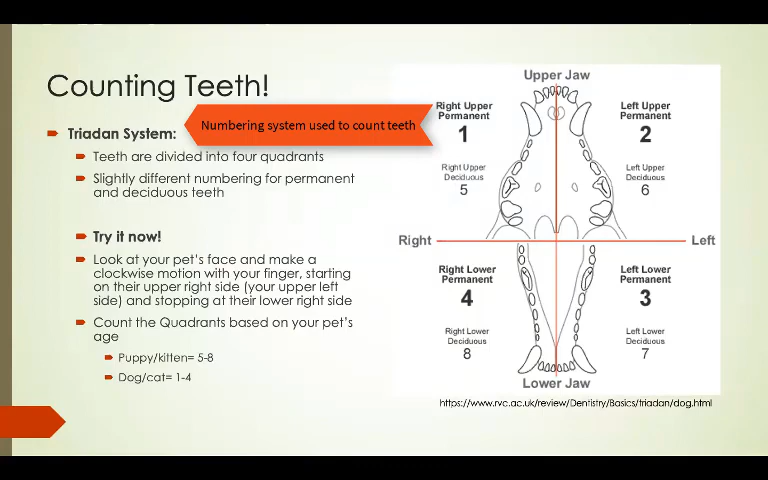 Counting Teeth!
Triadan System:
Numbering system used to count teeth
Teeth are divided into four quadrants
Slightly different numbering for permanent
and deciduous teeth
Try it now!
Look at your pet's face and make a
clockwise motion with your finger, starting
on their upper right side (your upper left
side) and stopping at their lower right side
Count the Quadrants based on your pet's
age
Puppy/kitten= 5-8
Dog/cat= 1-4
Upper Jaw
Right Upper
Permanent
1
Left Upper
Permanent
2
Right Upper
Deciduous
5
Left Upper
Deciduous
6
Right
Left
Right Lower
Permanent
4
Left Lower
Permanent
3
Right Lower
Deciduous
8
Left Lower
Deciduous
7
Lower Jaw
https://www.rvc.ac.uk/review/Dentistry/Basics/triadan/dog.html